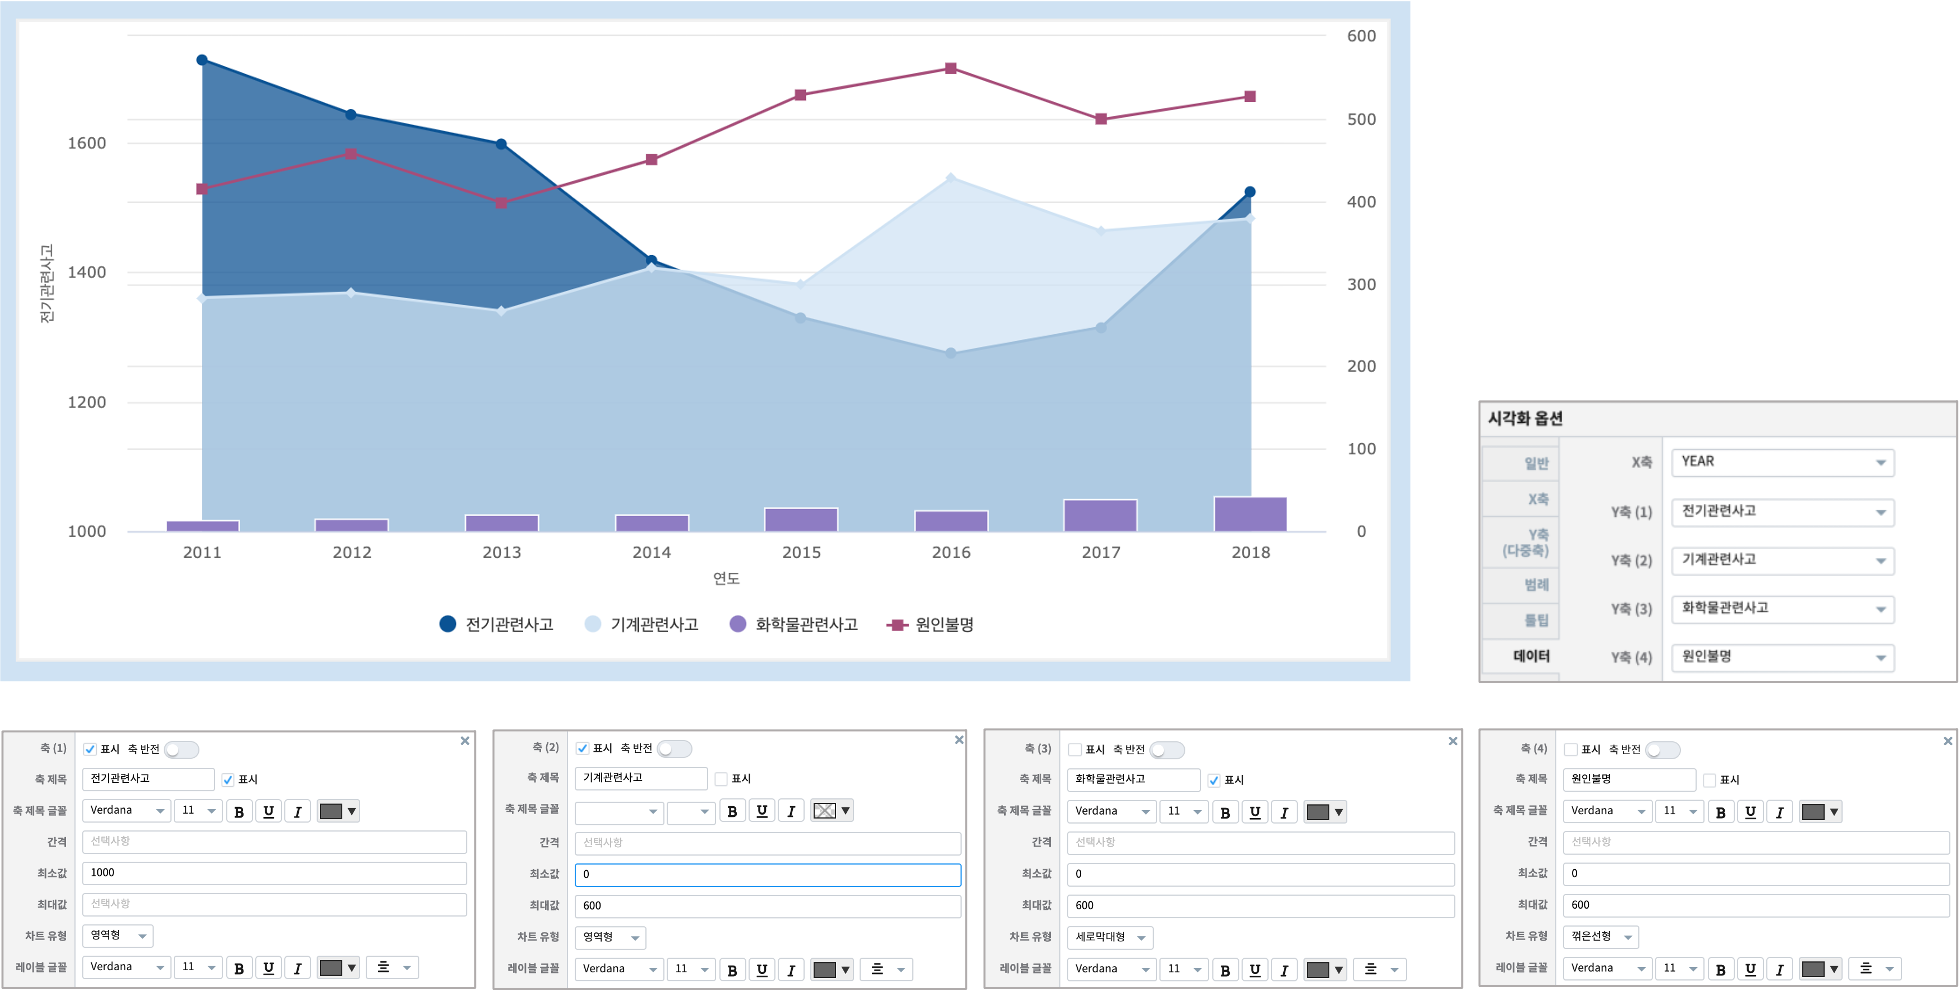 600
500
400
300
200
100
0
1600
1400
1200
1000
전기관련사고
2011 2012 2013 2014 2015 2016 2017 2018
연도
전기관련사고 기계관련사고 화학물관련사고 원인불명
시각화 옵션
일반
X축
Y축
(다중축)
범례
툴팁
데이터
X축 YEAR
Y축 (1) 전기관련사고
Y축 (2) 기계관련사고
Y축 (3) 화학물관련사고
Y축 (4) 원인불명
축 (1) 표시 축 반전
축 제목 전기관련사고 표시
축 제목 글꼴 Verdana 11 B U I
간격 선택사항
최소값 1000
최대값 선택사항
차트 유형 영역형
레이블 글꼴 Verdana 11 B U I
축 (2) 표시 축 반전
축 제목 기계관련사고 표시
축 제목 글꼴 B U I
간격 선택사항
최소값 0
최대값 600
차트 유형 영역형
레이블 글꼴 Verdana 11 B U I
축 (3) 표시 축 반전
축 제목 화학물관련사고 표시
축 제목 글꼴 Verdana 11 B U I
간격 선택사항
최소값 0
최대값 600
차트 유형 세로막대형
레이블 글꼴 Verdana 11 B U I
축 (4) 표시 축 반전
축 제목 원인불명 표시
축 제목 글꼴 Verdana 11 B U I
간격 선택사항
최소값 0
최대값 600
차트 유형 꺾은선형
레이블 글꼴 Verdana 11 B U I